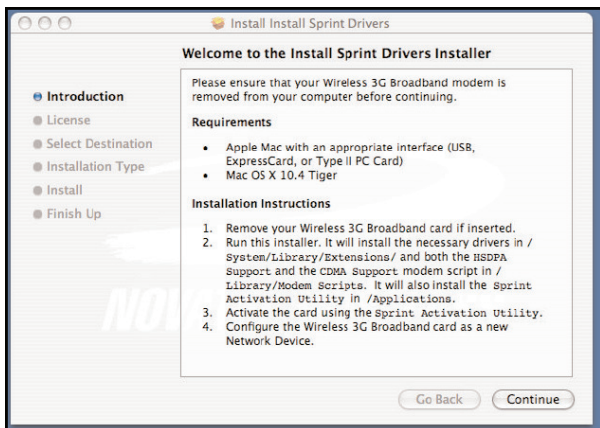 Install Install Sprint Drivers
Welcome to the Install Sprint Drivers Installer
Introduction
License
Select Destination
Installation Type
Install
Finish Up
Please ensure that your Wireless 3G Broadband modem is
removed from your computer before continuing.
Requirements
• Apple Mac with an appropriate interface (USB,
ExpressCard, or Type II PC Card)
• Mac OS X 10.4 Tiger
Installation Instructions
1. Remove your Wireless 3G Broadband card if inserted.
2. Run this installer. It will install the necessary drivers in /
System/Library/Extensions/ and both the HSDPA
Support and the CDMA Support modem script in /
Library/Modem Scripts. It will also install the Sprint
Activation Utility in /Applications.
3. Activate the card using the Sprint Activation Utility.
4. Configure the Wireless 3G Broadband card as a new
Network Device.
Go Back
Continue